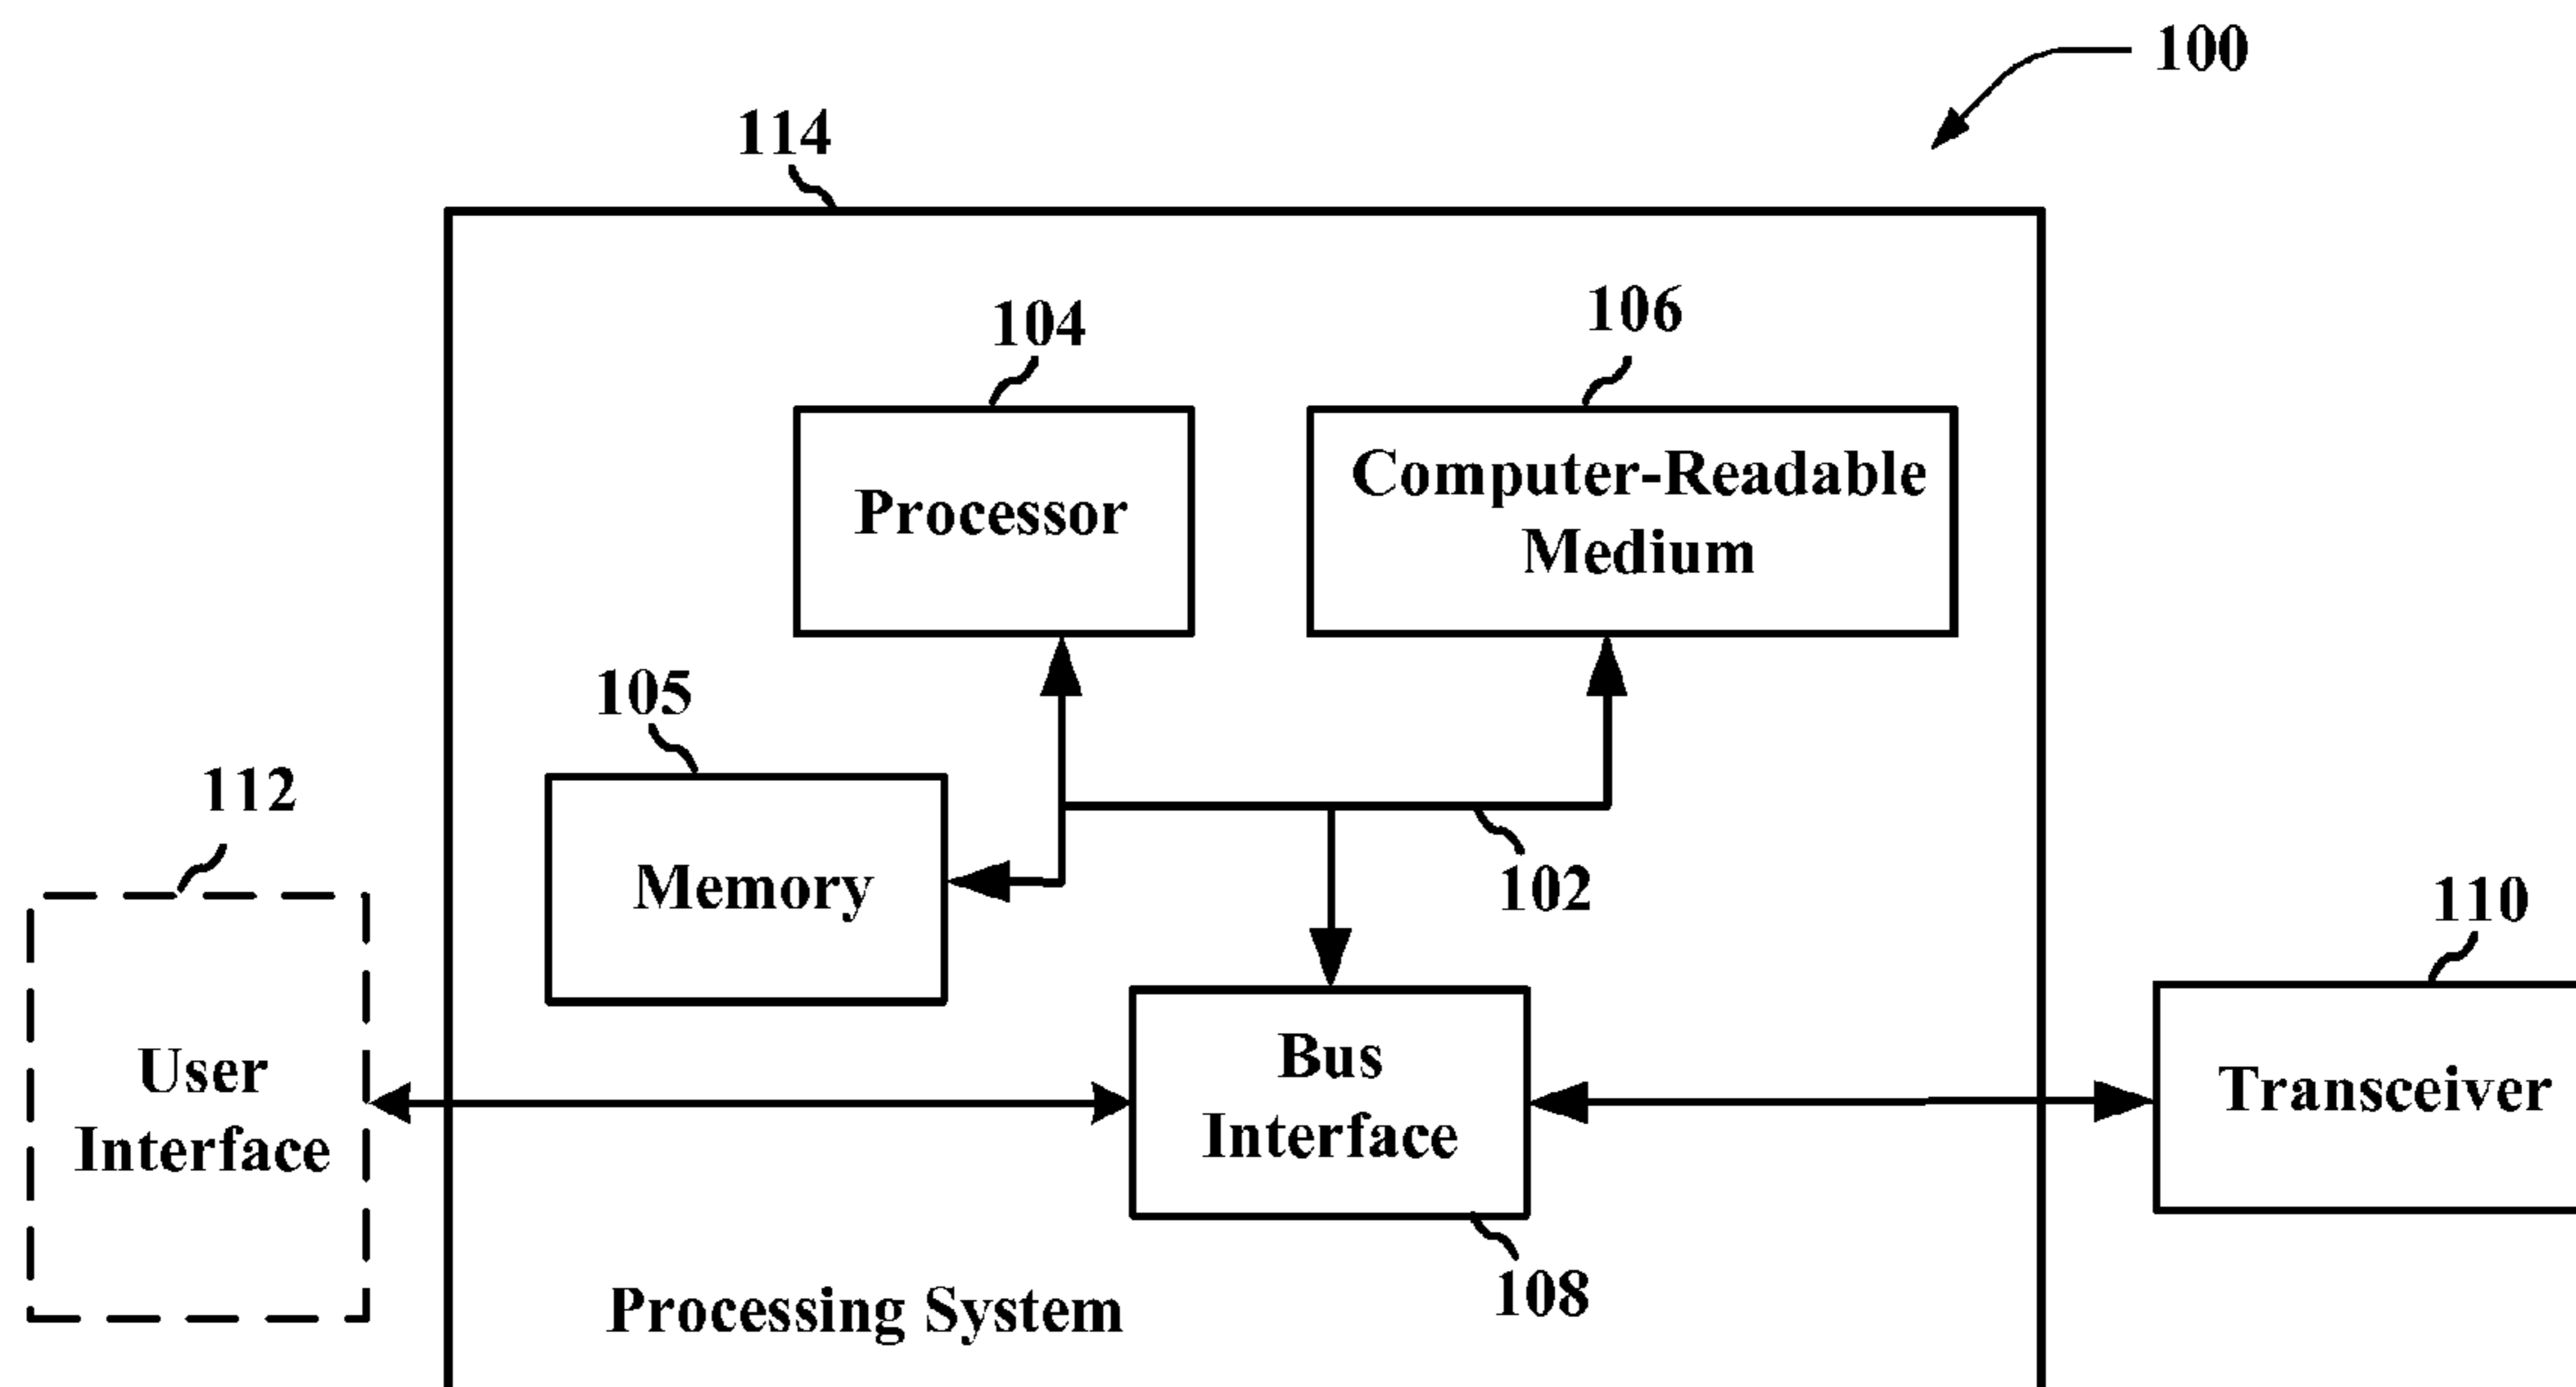 100
114
104
106
Processor
Computer-Readable
Medium
105
112
Memory
102
110
User
Interface
Bus
Interface
Transceiver
108
Processing System